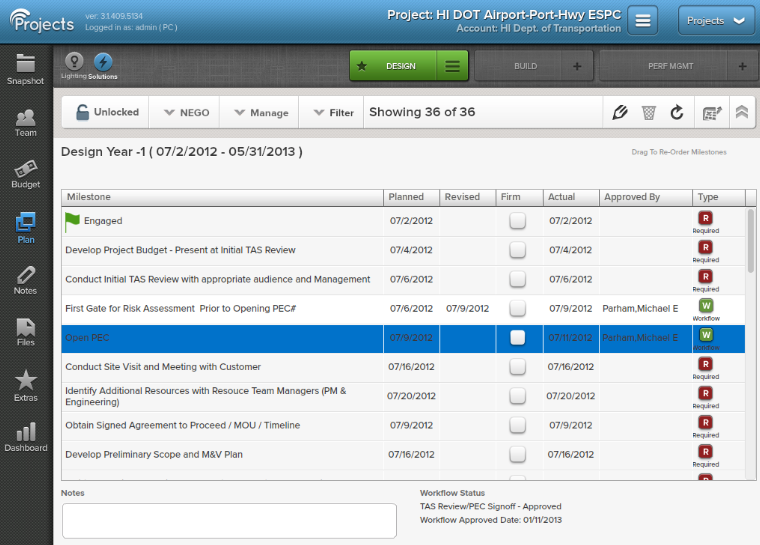 Projects
ver: 3.1.409.5134
Logged in as: admin ( PC )
Project: HI DOT Airport-Port-Hwy ESPC
Account: HI Dept. of Transportation
Projects
Snapshot
Team
Budget
Plan
Notes
Files
Extras
Dashboard
Lighting Solutions
DESIGN
BUILD +
PERF MGMT +
Unlocked NEGO Manage Filter Showing 36 of 36
Design Year -1 ( 07/2/2012 - 05/31/2013 )
Drag To Re-Order Milestones
Milestone Planned Revised Firm Actual Approved By Type
Engaged 07/2/2012 07/2/2012 R Required
Develop Project Budget - Present at Initial TAS Review 07/4/2012 07/4/2012 R Required
Conduct Initial TAS Review with appropriate audience and Management 07/6/2012 07/6/2012 R Required
First Gate for Risk Assessment Prior to Opening PEC# 07/6/2012 07/9/2012 07/9/2012 Parham,Michael E W Workflow
Open PEC 07/9/2012 07/11/2012 Parham,Michael E W Workflow
Conduct Site Visit and Meeting with Customer 07/16/2012 07/16/2012 R Required
Identify Additional Resources with Resouce Team Managers (PM &
Engineering) 07/20/2012 07/20/2012 R Required
Obtain Signed Agreement to Proceed / MOU / Timeline 07/9/2012 07/9/2012 R Required
Develop Preliminary Scope and M&V Plan 07/16/2012 07/16/2012 R Required
R
Notes
Workflow Status
TAS Review/PEC Signoff - Approved
Workflow Approved Date: 01/11/2013